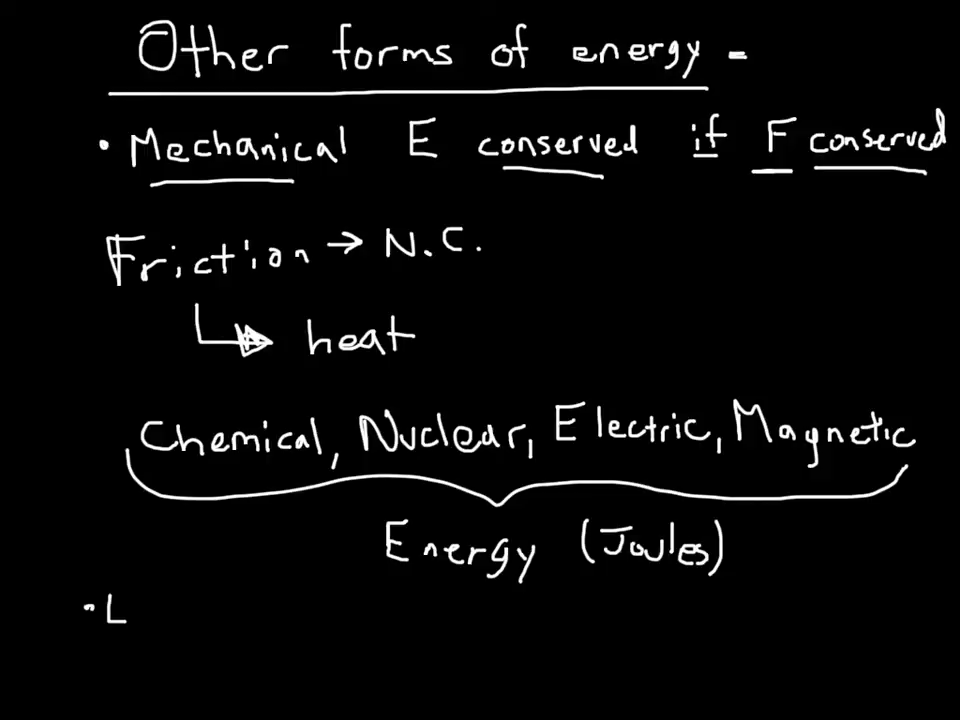 Other forms of energy -
• Mechanical E conserved if F conserved
Friction → N.C.
↳ heat
Chemical, Nuclear, Electric, Magnetic
Energy (Joules)
• L